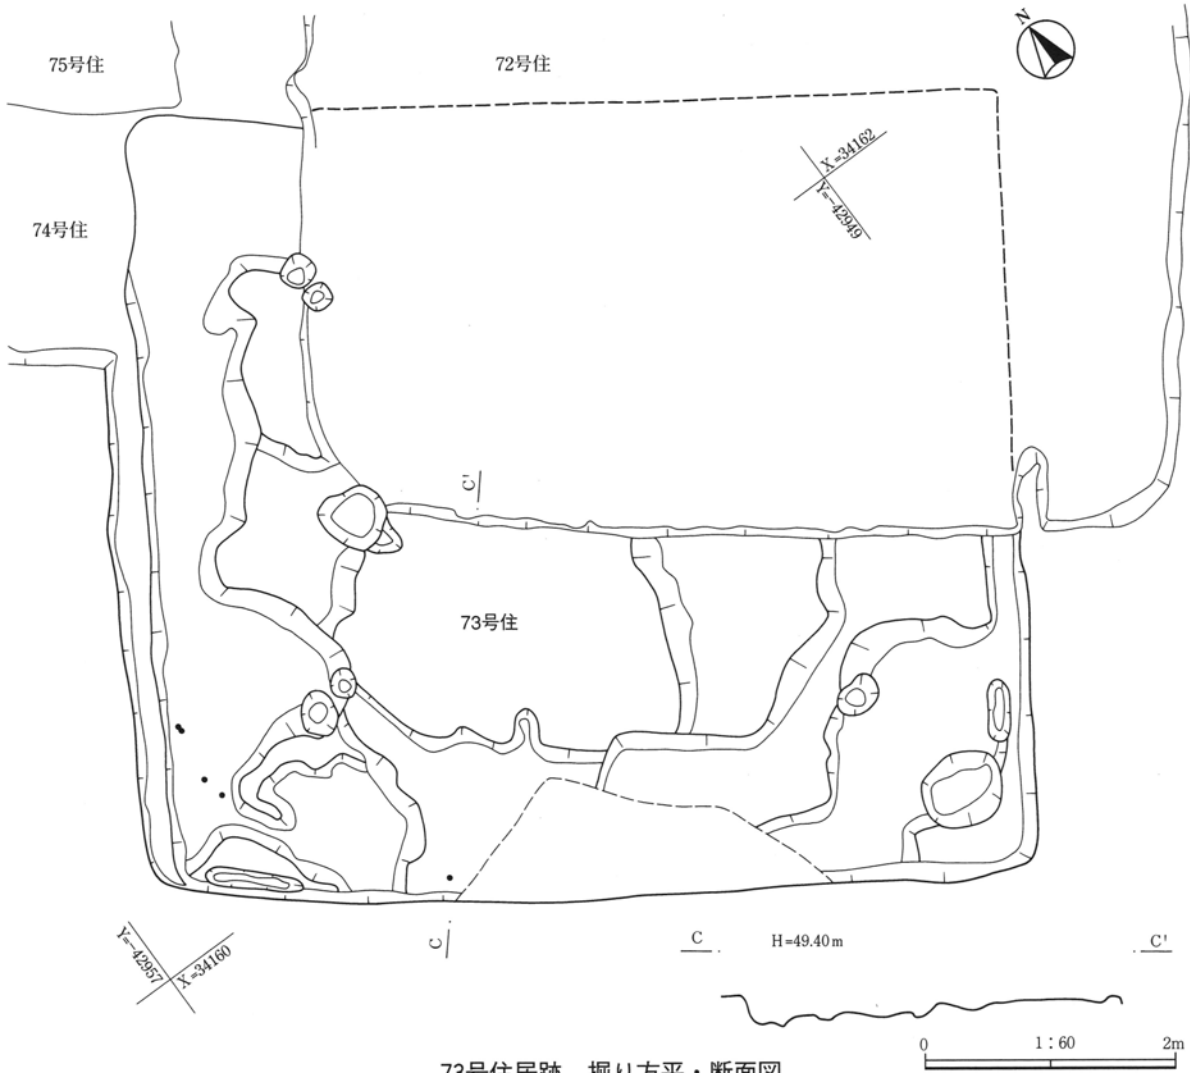 N
75号住
72号住
X=34162
Y=-42949
74号住
C'
73号住
C
Y=-42957
X=34160
C
H=49.40m
C'
0
1：60
2m
73号住居跡 掘り方平・断面図